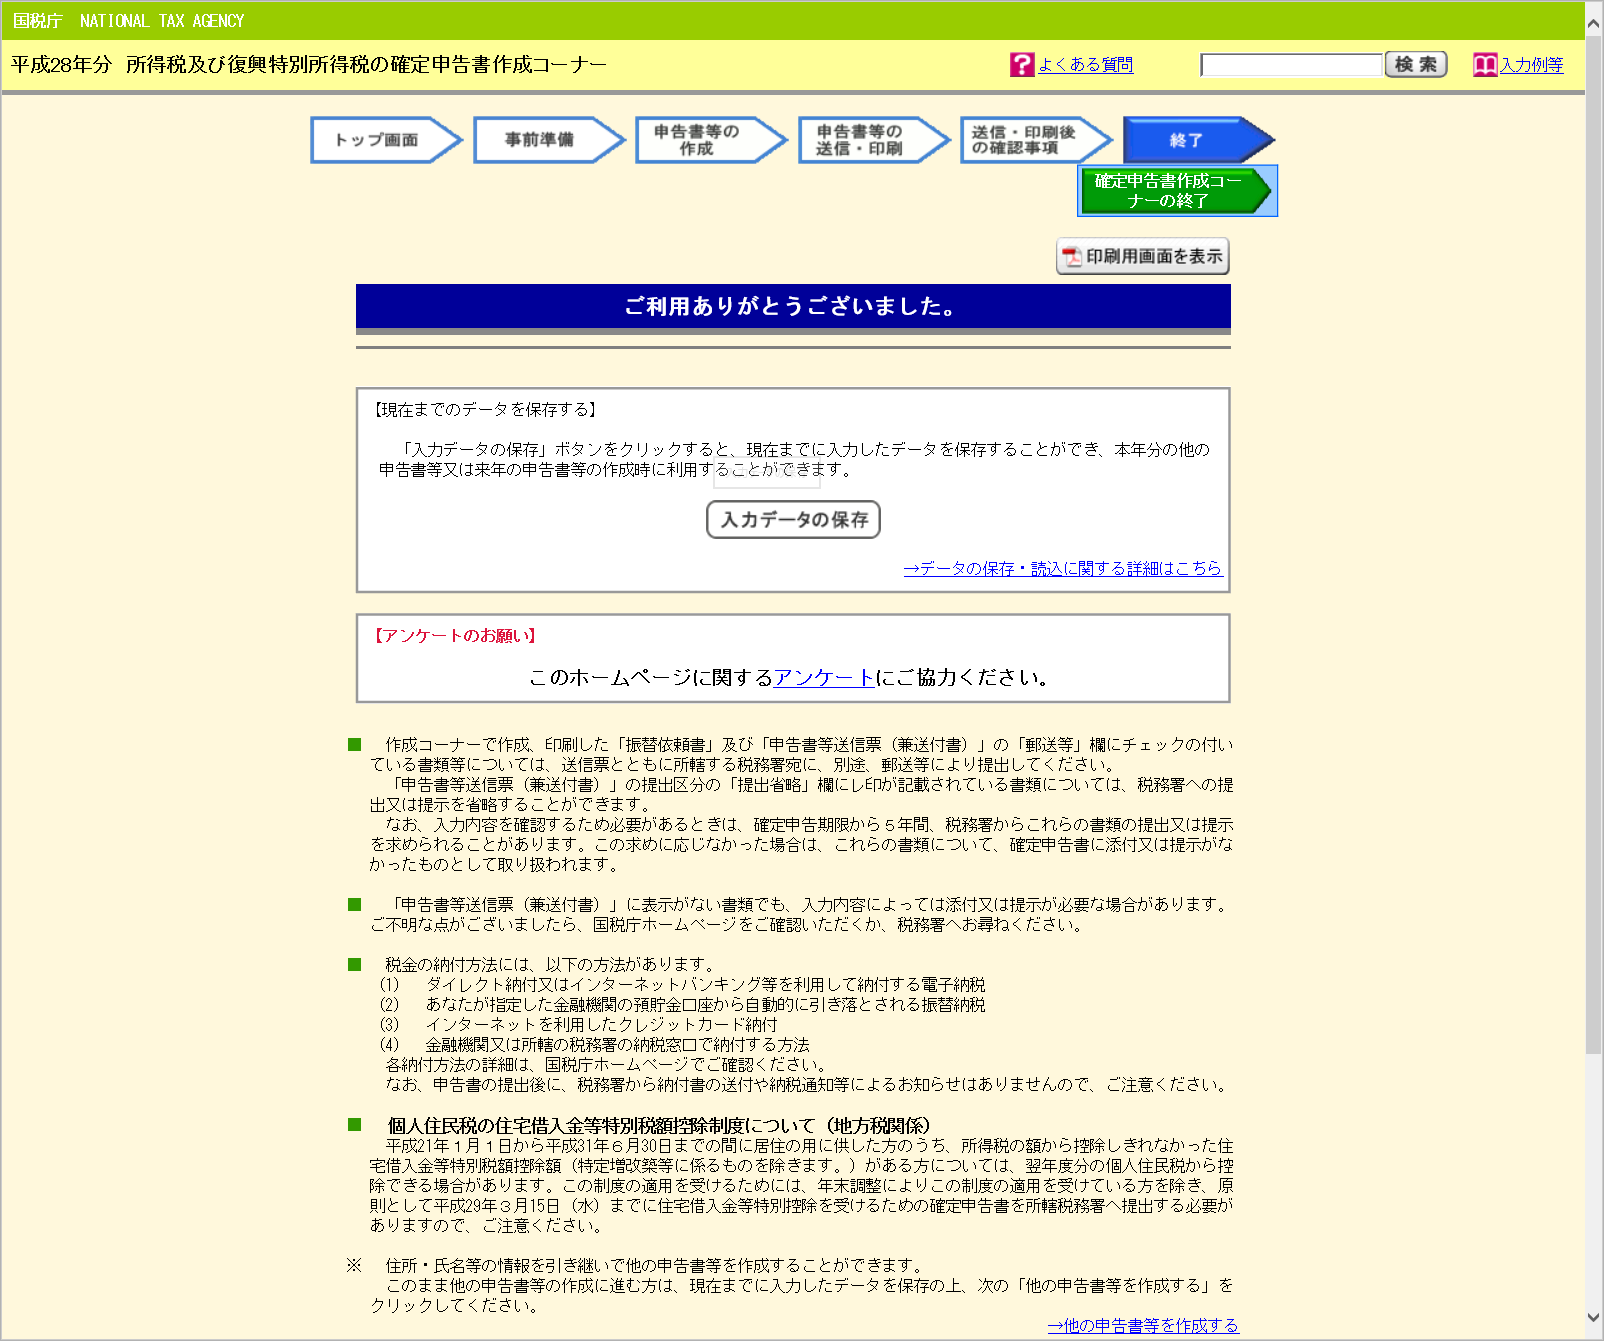 国税庁　NATIONAL TAX AGENCY
平成28年分　所得税及び復興特別所得税の確定申告書作成コーナー
よくある質問
検 索
入力例等
トップ画面
事前準備
申告書等の
作成
申告書等の
送信・印刷
送信・印刷後
の確認事項
終了
確定申告書作成コー
ナーの終了
印刷用画面を表示
ご利用ありがとうございました。
【現在までのデータを保存する】
「入力データの保存」ボタンをクリックすると、現在までに入力したデータを保存することができ、本年分の他の
申告書等又は来年の申告書等の作成時に利用することができます。
入力データの保存
→データの保存・読込に関する詳細はこちら
【アンケートのお願い】
このホームページに関するアンケートにご協力ください。
■　作成コーナーで作成、印刷した「振替依頼書」及び「申告書等送信票（兼送付書）」の「郵送等」欄にチェックの付い
ている書類等については、送信票とともに所轄する税務署宛に、別途、郵送等により提出してください。
「申告書等送信票（兼送付書）」の提出区分の「提出省略」欄にレ印が記載されている書類については、税務署への提
出又は提示を省略することができます。
なお、入力内容を確認するため必要があるときは、確定申告期限から５年間、税務署からこれらの書類の提出又は提示
を求められることがあります。この求めに応じなかった場合は、これらの書類について、確定申告書に添付又は提示がな
かったものとして取り扱われます。
■　「申告書等送信票（兼送付書）」に表示がない書類でも、入力内容によっては添付又は提示が必要な場合があります。
ご不明な点がございましたら、国税庁ホームページをご確認いただくか、税務署へお尋ねください。
■　税金の納付方法には、以下の方法があります。
(1)　ダイレクト納付又はインターネットバンキング等を利用して納付する電子納税
(2)　あなたが指定した金融機関の預貯金口座から自動的に引き落とされる振替納税
(3)　インターネットを利用したクレジットカード納付
(4)　金融機関又は所轄の税務署の納税窓口で納付する方法
各納付方法の詳細は、国税庁ホームページでご確認ください。
なお、申告書の提出後に、税務署から納付書の送付や納税通知等によるお知らせはありませんので、ご注意ください。
■　個人住民税の住宅借入金等特別税額控除制度について（地方税関係）
平成21年１月１日から平成31年６月30日までの間に居住の用に供した方のうち、所得税の額から控除しきれなかった住
宅借入金等特別税額控除額（特定増改築等に係るものを除きます。）がある方については、翌年度分の個人住民税から控
除できる場合があります。この制度の適用を受けるためには、年末調整によりこの制度の適用を受けている方を除き、原
則として平成29年３月15日（水）までに住宅借入金等特別控除を受けるための確定申告書を所轄税務署へ提出する必要が
ありますので、ご注意ください。
※　住所・氏名等の情報を引き継いで他の申告書等を作成することができます。
このまま他の申告書等の作成に進む方は、現在までに入力したデータを保存の上、次の「他の申告書等を作成する」を
クリックしてください。
→他の申告書等を作成する